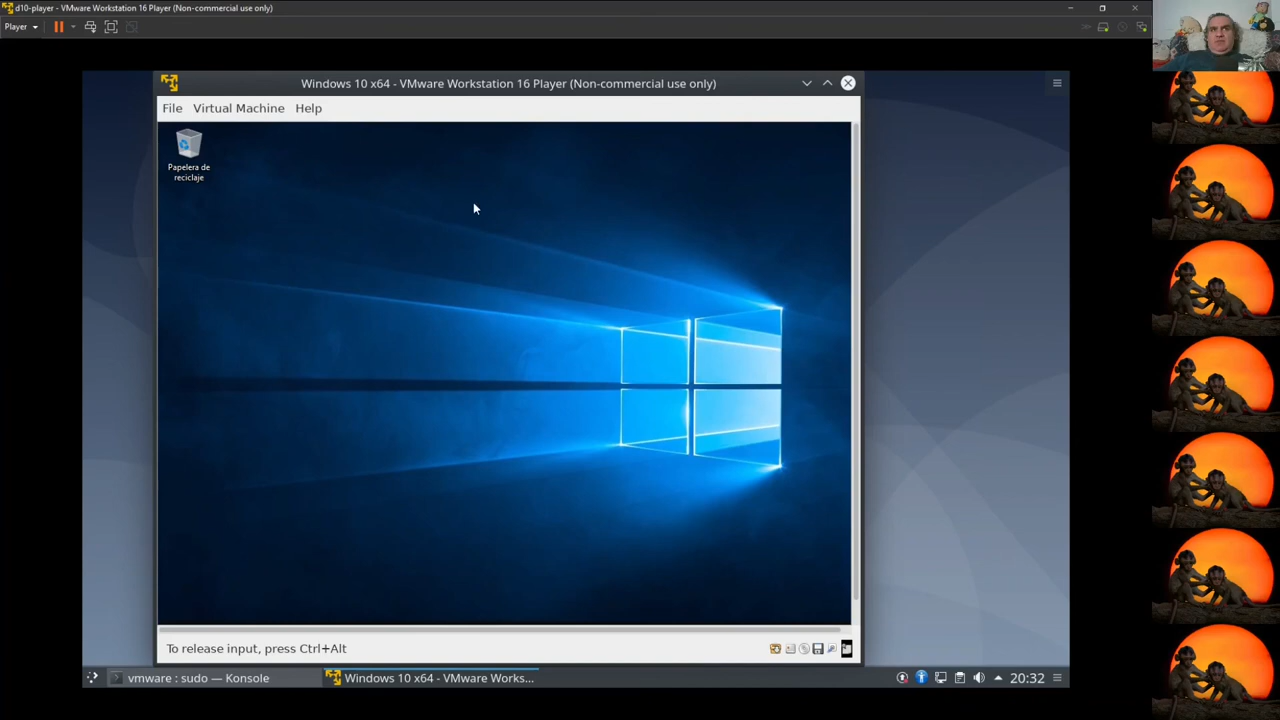 d10-player - VMware Workstation 16 Player (Non-commercial use only)
Player
Windows 10 x64 - VMware Workstation 16 Player (Non-commercial use only)
File Virtual Machine Help
Papelera de
reciclaje
To release input, press Ctrl+Alt
vmware : sudo — Konsole
Windows 10 x64 - VMware Works...
20:32